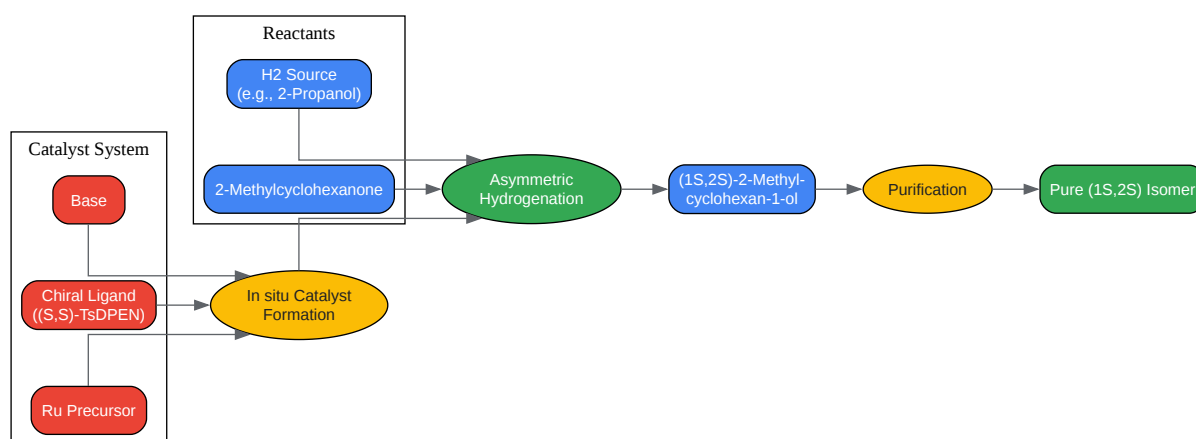 Reactants
H2 Source
(e.g., 2-Propanol)
2-Methylcyclohexanone
Catalyst System
Base
Chiral Ligand
((S,S)-TsDPEN)
Ru Precursor
In situ Catalyst
Formation
Asymmetric
Hydrogenation
(1S,2S)-2-Methyl-
cyclohexan-1-ol
Purification
Pure (1S,2S) Isomer